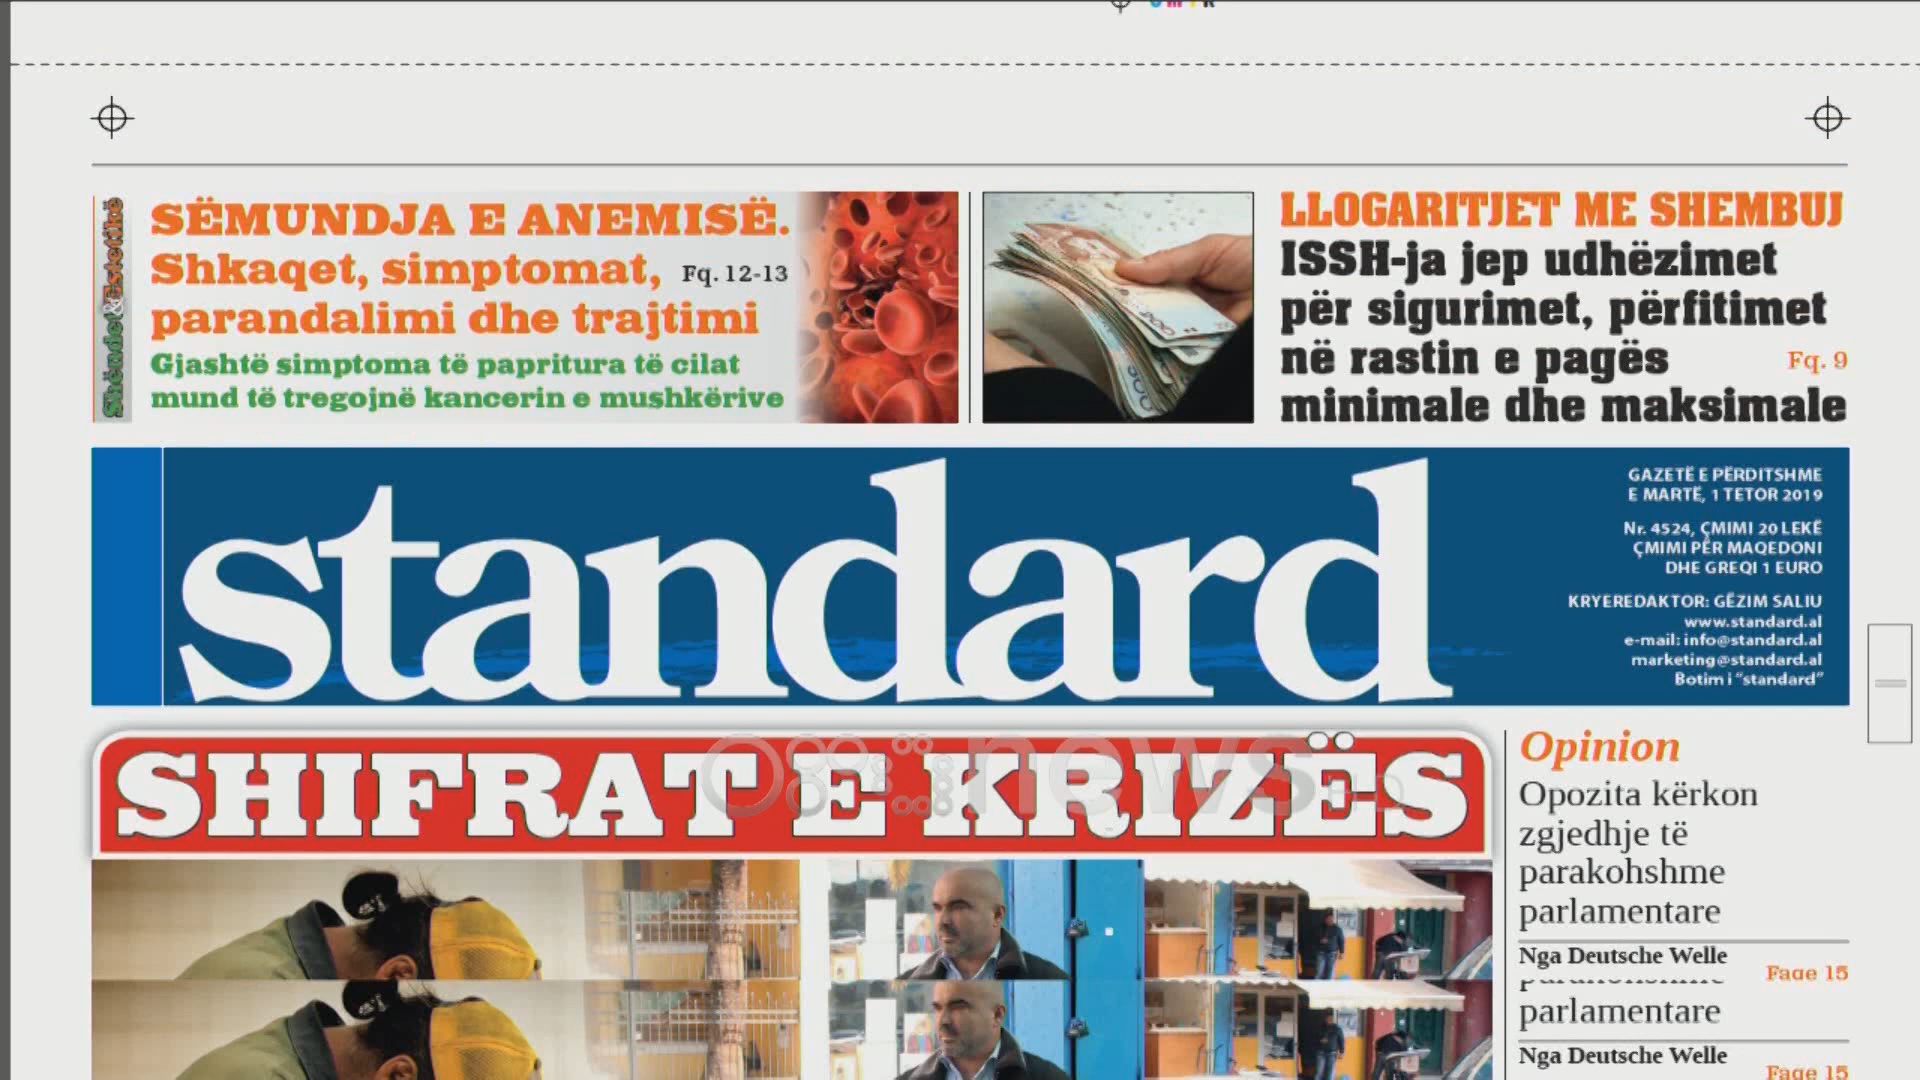 Shëndet&Estetikë
SËMUNDJA E ANEMISË.
Shkaqet, simptomat, Fq. 12-13
parandalimi dhe trajtimi
Gjashtë simptoma të papritura të cilat
mund të tregojnë kancerin e mushkërive
LLOGARITJET ME SHEMBUJ
ISSH-ja jep udhëzimet
për sigurimet, përfitimet
në rastin e pagës Fq. 9
minimale dhe maksimale
standard
GAZETË E PËRDITSHME
E MARTË, 1 TETOR 2019
Nr. 4524, ÇMIMI 20 LEKË
ÇMIMI PËR MAQEDONI
DHE GREQI 1 EURO
KRYEREDAKTOR: GËZIM SALIU
www.standard.al
e-mail: info@standard.al
marketing@standard.al
Botim i "standard"
SHIFRAT E KRIZËS
news
Opinion
Opozita kërkon
zgjedhje të
parakohshme
parlamentare
Nga Deutsche Welle
Faqe 15
parlamentare
Nga Deutsche Welle
Faqe 15